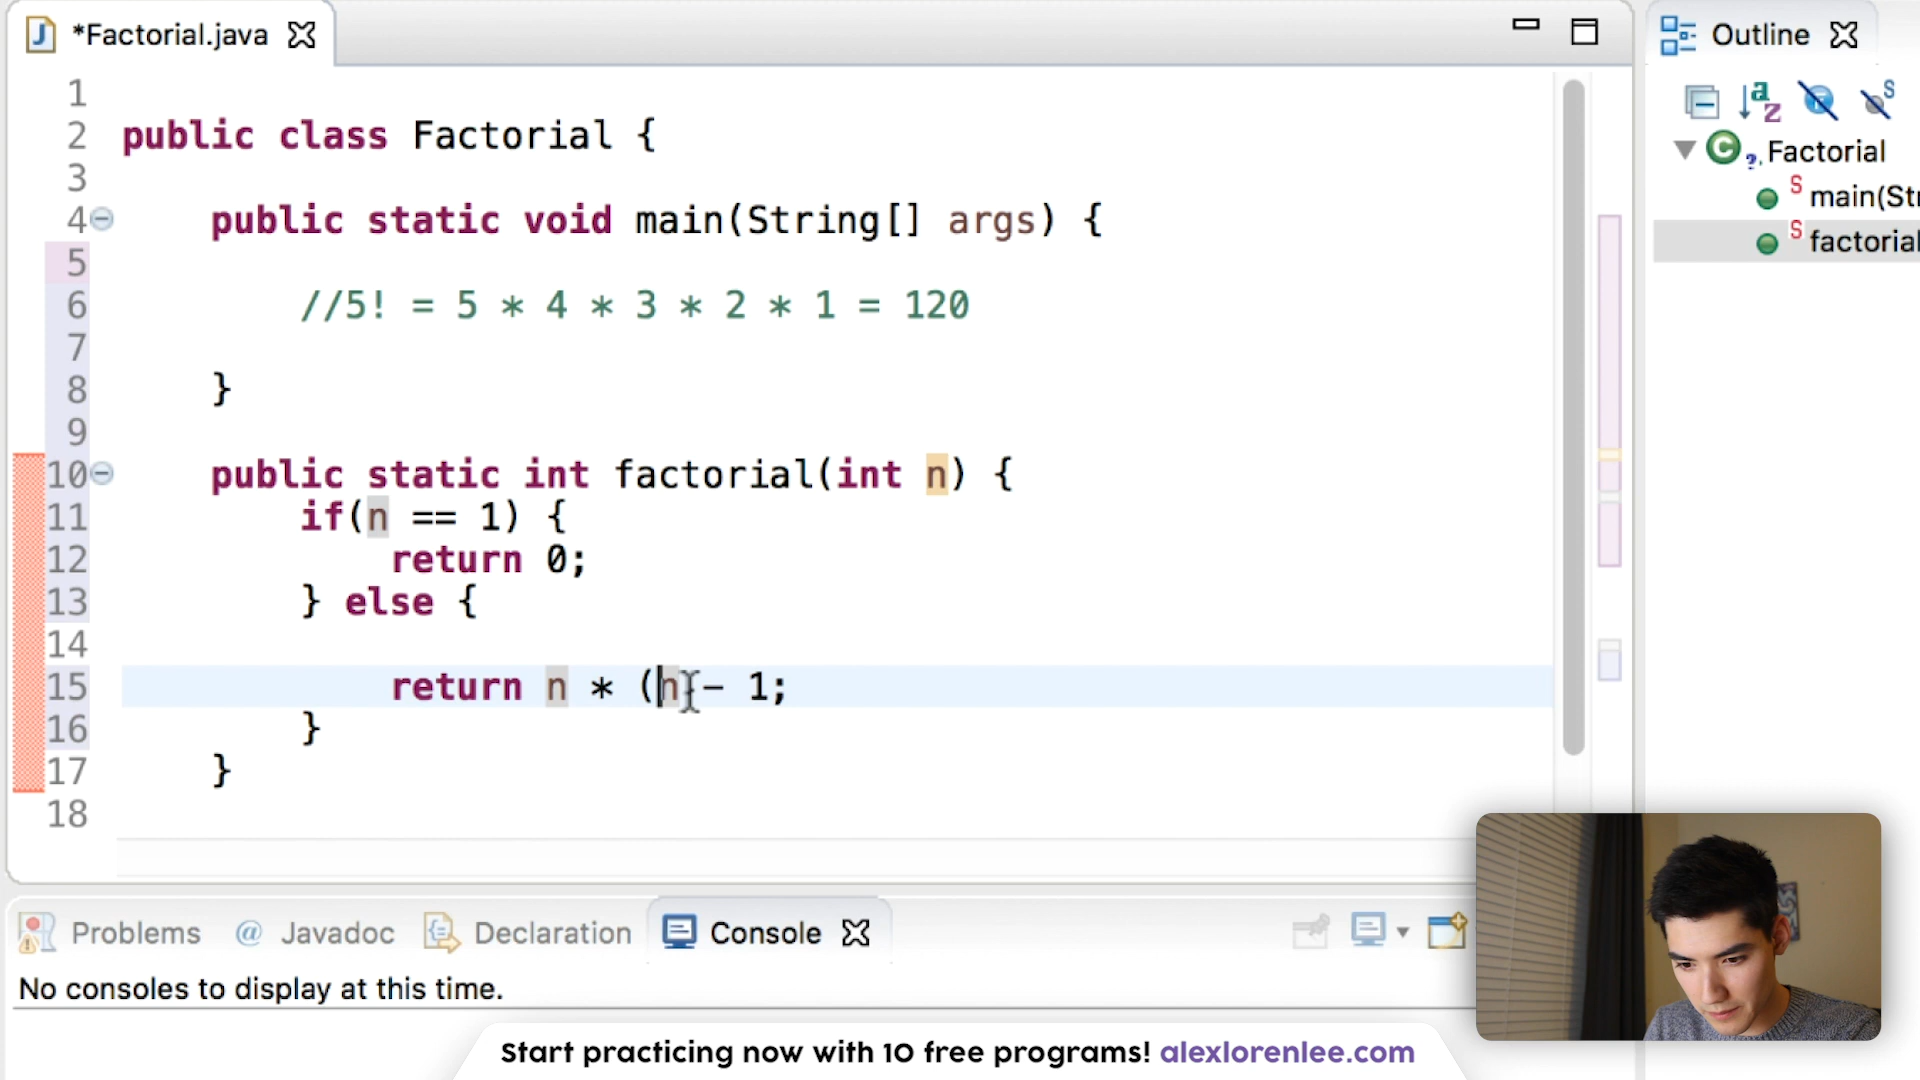 *Factorial.java
Outline
1
2 public class Factorial {
3
4 public static void main(String[] args) {
5
6 //5! = 5 * 4 * 3 * 2 * 1 = 120
7
8 }
9
10 public static int factorial(int n) {
11 if(n == 1) {
12 return 0;
13 } else {
14
15 return n * (n - 1;
16 }
17 }
18
Factorial
main(Str
factorial
Problems @ Javadoc Declaration Console
No consoles to display at this time.
Start practicing now with 10 free programs! alexlorenlee.com